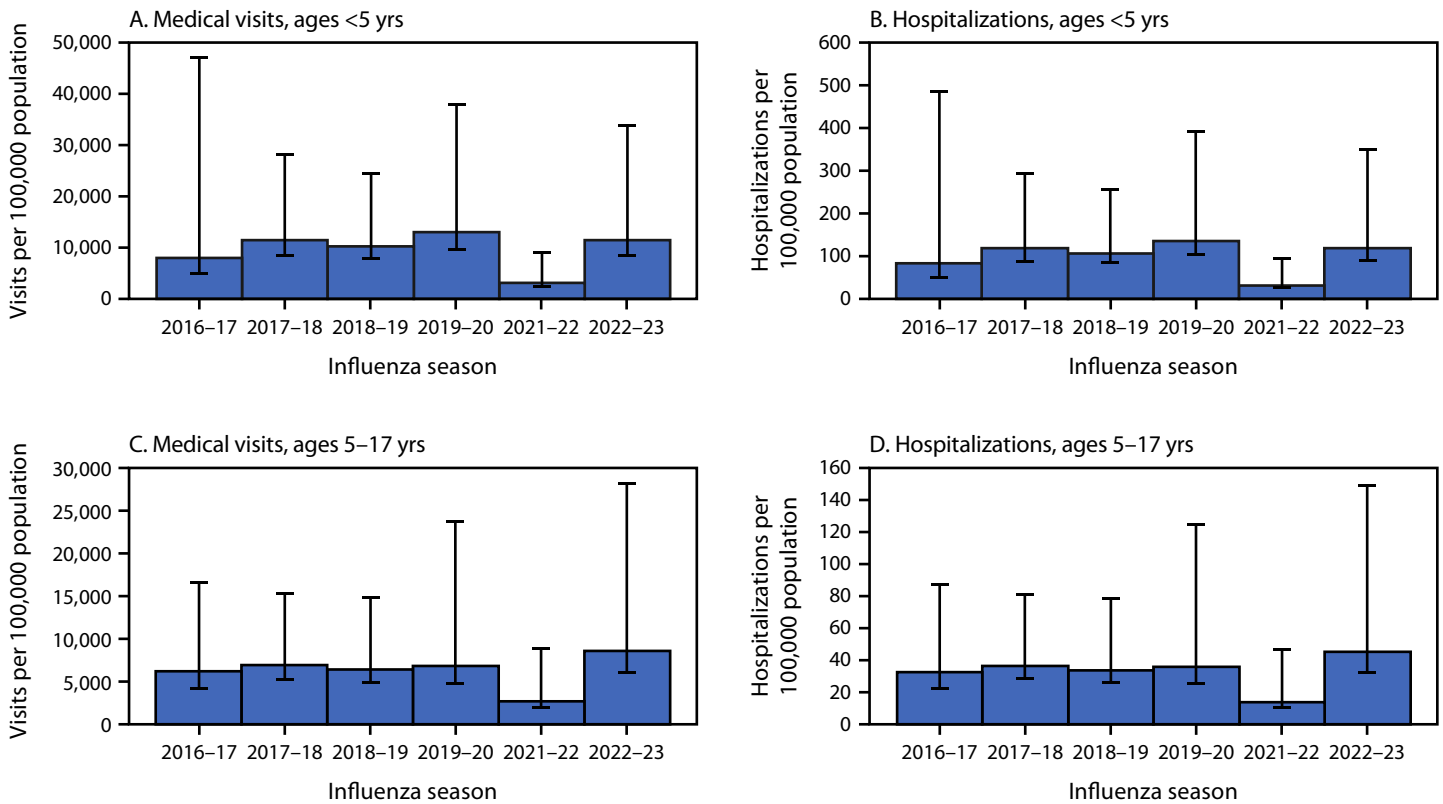 A. Medical visits, ages <5 yrs
Visits per 100,000 population
50,000
40,000
30,000
20,000
10,000
0
2016–17 2017–18 2018–19 2019–20 2021–22 2022–23
Influenza season
B. Hospitalizations, ages <5 yrs
Hospitalizations per
100,000 population
600
500
400
300
200
100
0
2016–17 2017–18 2018–19 2019–20 2021–22 2022–23
Influenza season
C. Medical visits, ages 5–17 yrs
Visits per 100,000 population
30,000
25,000
20,000
15,000
10,000
5,000
0
2016–17 2017–18 2018–19 2019–20 2021–22 2022–23
Influenza season
D. Hospitalizations, ages 5–17 yrs
Hospitalizations per
100,000 population
160
140
120
100
80
60
40
20
0
2016–17 2017–18 2018–19 2019–20 2021–22 2022–23
Influenza season